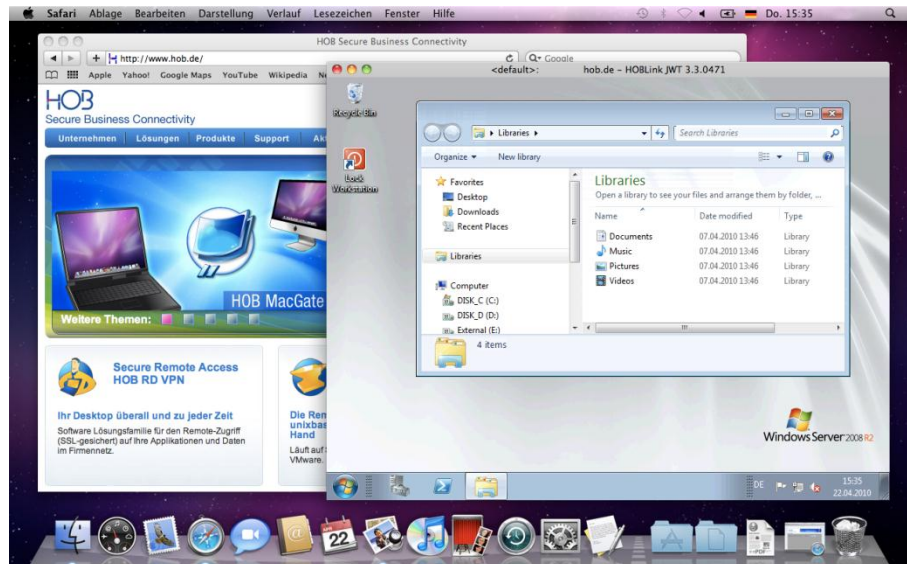 Safari Ablage Bearbeiten Darstellung Verlauf Lesezeichen Fenster Hilfe Do. 15:35
HOB Secure Business Connectivity
http://www.hob.de/
Google
Apple Yahoo! Google Maps YouTube Wikipedia
HOB
Secure Business Connectivity
Unternehmen Lösungen Produkte Support
HOB MacGate
Weitere Themen:
Secure Remote Access
HOB RD VPN
Ihr Desktop überall und zu jeder Zeit
Software Lösungsfamilie für den Remote-Zugriff
(SSL-gesichert) auf Ihre Applikationen und Daten
im Firmennetz.
Die
Hand
VMware.
<default>: hob.de – HOBLink JWT 3.3.0471
Recycle Bin
Lock
Workstation
Libraries
Search Libraries
Organize New library
Favorites
Desktop
Downloads
Recent Places
Libraries
Computer
DISK_C (C:)
DISK_D (D:)
External (E:)
Libraries
Open a library to see your files and arrange them by folder, ...
Name Date modified Type
Documents 07.04.2010 13:46 Library
Music 07.04.2010 13:46 Library
Pictures 07.04.2010 13:46 Library
Videos 07.04.2010 13:46 Library
4 items
Windows Server 2008 R2
DE
15:35
22.04.2010
22
PDF